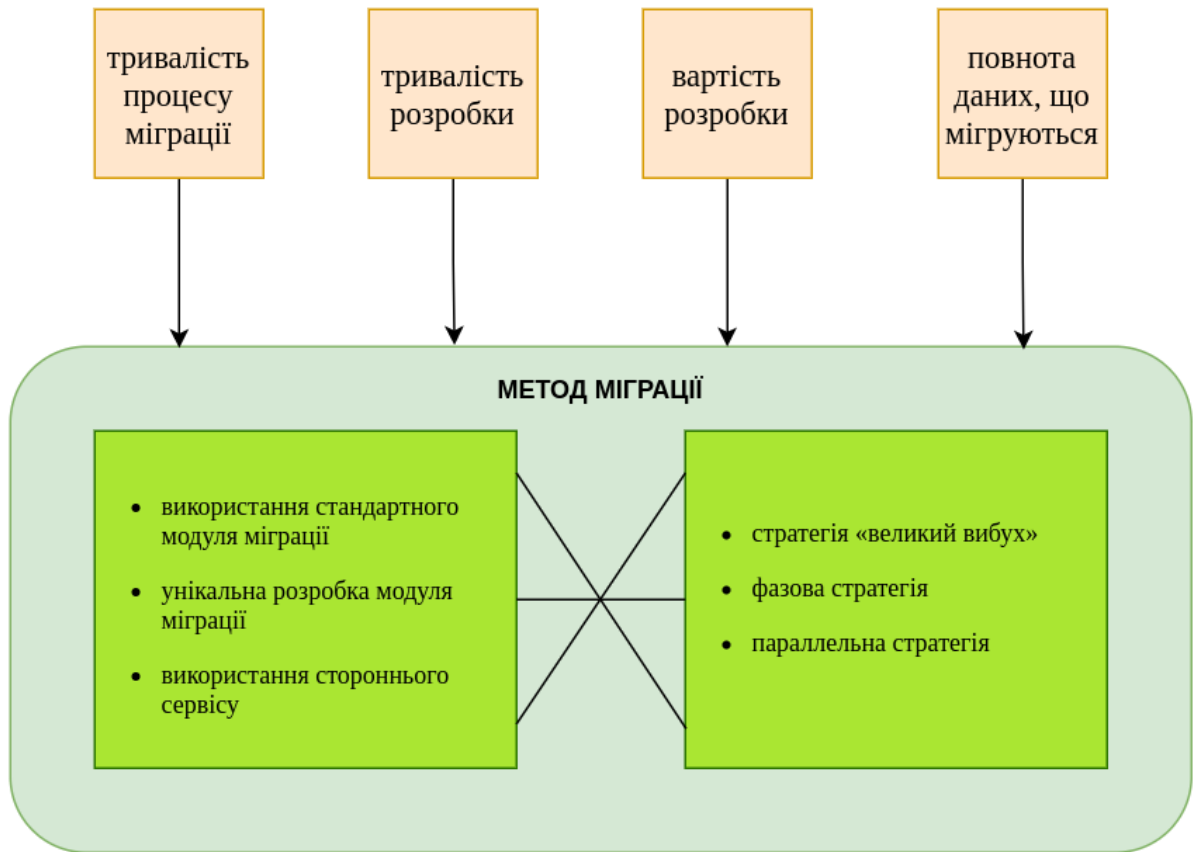 тривалість
процесу
міграції
тривалість
розробки
вартість
розробки
повнота
даних, що
мігруються
МЕТОД МІГРАЦІЇ
• використання стандартного
модуля міграції
• унікальна розробка модуля
міграції
• використання стороннього
сервісу
• стратегія «великий вибух»
• фазова стратегія
• параллельна стратегія